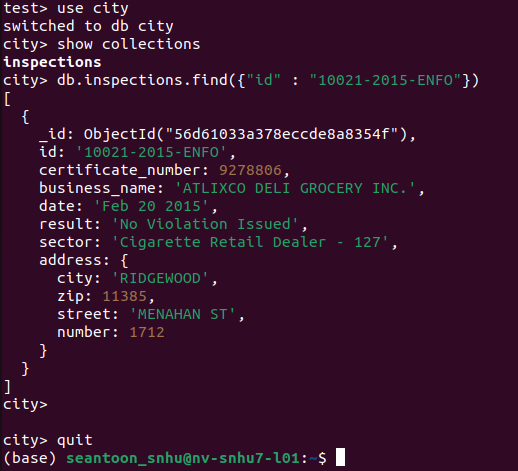 test> use city
switched to db city
city> show collections
inspections
city> db.inspections.find({"id" : "10021-2015-ENFO"})
[
  {
    _id: ObjectId("56d61033a378eccde8a8354f"),
    id: '10021-2015-ENFO',
    certificate_number: 9278806,
    business_name: 'ATLIXCO DELI GROCERY INC.',
    date: 'Feb 20 2015',
    result: 'No Violation Issued',
    sector: 'Cigarette Retail Dealer - 127',
    address: {
      city: 'RIDGEWOOD',
      zip: 11385,
      street: 'MENAHAN ST',
      number: 1712
    }
  }
]
city>
city> quit
(base) seantoon_snhu@nv-snhu7-l01:~$